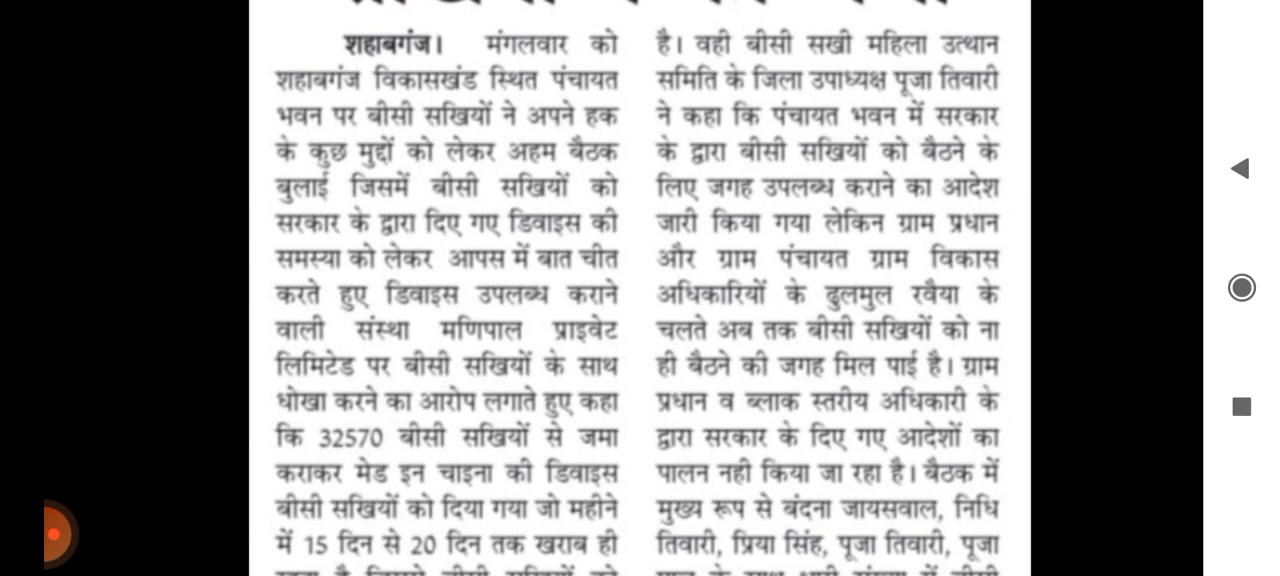 शहाबगंज। मंगलवार को
शहाबगंज विकासखंड स्थित पंचायत
भवन पर बीसी सखियों ने अपने हक
के कुछ मुद्दों को लेकर अहम बैठक
बुलाई जिसमें बीसी सखियों को
सरकार के द्वारा दिए गए डिवाइस की
समस्या को लेकर आपस में बात चीत
करते हुए डिवाइस उपलब्ध कराने
वाली संस्था मणिपाल प्राइवेट
लिमिटेड पर बीसी सखियों के साथ
धोखा करने का आरोप लगाते हुए कहा
कि 32570 बीसी सखियों से जमा
कराकर मेड इन चाइना की डिवाइस
बीसी सखियों को दिया गया जो महीने
में 15 दिन से 20 दिन तक खराब ही
है। वही बीसी सखी महिला उत्थान
समिति के जिला उपाध्यक्ष पूजा तिवारी
ने कहा कि पंचायत भवन में सरकार
के द्वारा बीसी सखियों को बैठने के
लिए जगह उपलब्ध कराने का आदेश
जारी किया गया लेकिन ग्राम प्रधान
और ग्राम पंचायत ग्राम विकास
अधिकारियों के ढुलमुल रवैया के
चलते अब तक बीसी सखियों को ना
ही बैठने की जगह मिल पाई है। ग्राम
प्रधान व ब्लाक स्तरीय अधिकारी के
द्वारा सरकार के दिए गए आदेशों का
पालन नही किया जा रहा है। बैठक में
मुख्य रूप से बंदना जायसवाल, निधि
तिवारी, प्रिया सिंह, पूजा तिवारी, पूजा